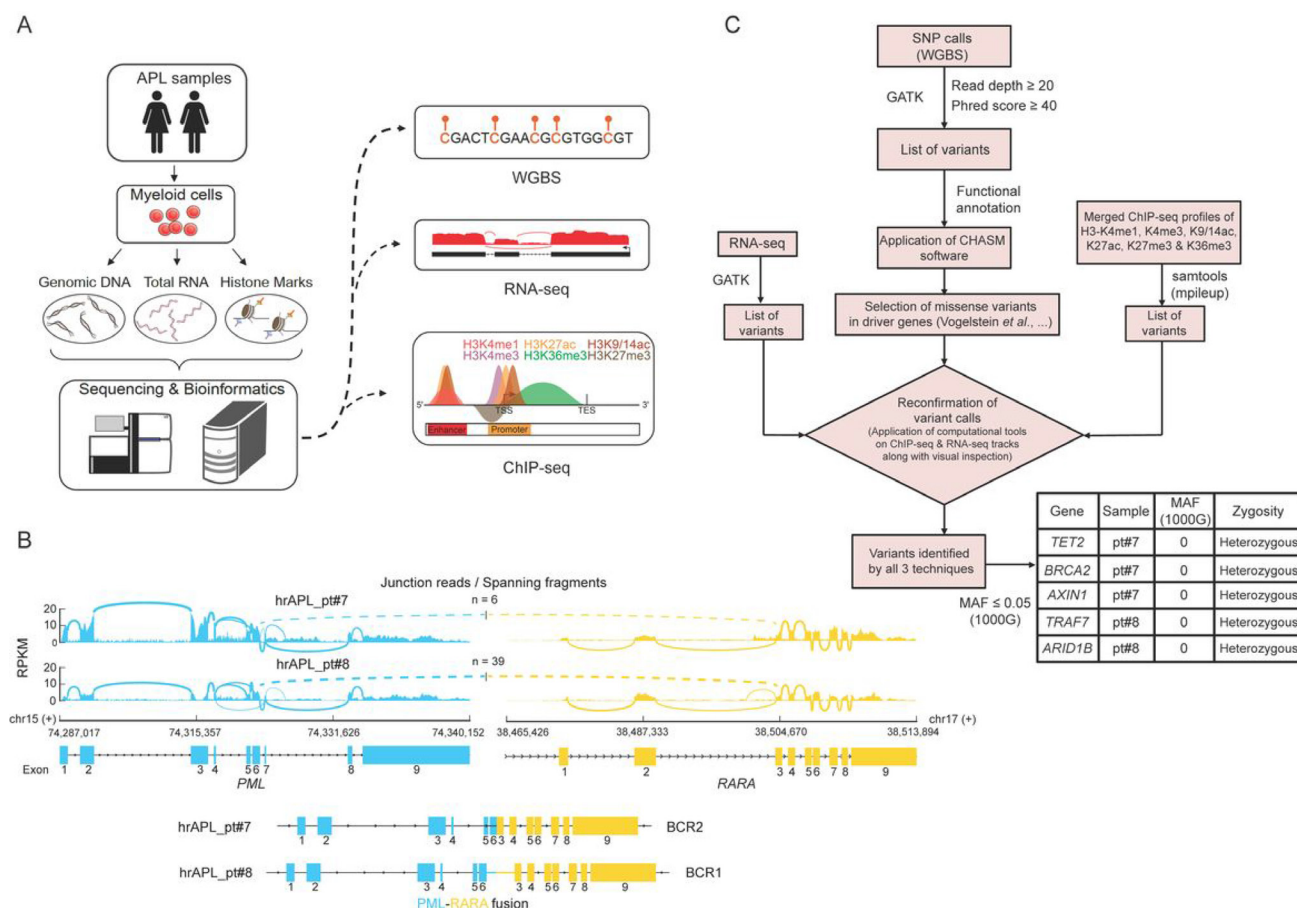 A
APL samples
Myeloid cells
Genomic DNA
Total RNA
Histone Marks
Sequencing & Bioinformatics
CGACTCGAACGCGTGGCGT
WGBS
RNA-seq
H3K4me1 H3K27ac H3K9/14ac
H3K4me3 H3K36me3 H3K27me3
5'
TSS
TES
3'
Enhancer
Promoter
ChIP-seq
B
Junction reads / Spanning fragments
hrAPL_pt#7
n = 6
20
10
0
RPKM
hrAPL_pt#8
n = 39
20
10
0
chr15 (+)
chr17 (+)
74,287,017 74,315,357 74,331,626 74,340,152
38,465,426 38,487,333 38,504,670 38,513,894
Exon
1 2 3 4 5 6 7 8 9
1 2 3 4 5 6 7 8 9
PML
RARA
hrAPL_pt#7
BCR2
1 2 3 4 5 6 3 4 5 6 7 8 9
hrAPL_pt#8
BCR1
1 2 3 4 5 6 3 4 5 6 7 8 9
PML-RARA fusion
C
SNP calls
(WGBS)
GATK
Read depth ≥ 20
Phred score ≥ 40
List of variants
Functional
annotation
Application of CHASM
software
Selection of missense variants
in driver genes (Vogelstein et al., ...)
RNA-seq
GATK
List of
variants
Merged ChIP-seq profiles of
H3-K4me1, K4me3, K9/14ac,
K27ac, K27me3 & K36me3
samtools
(mpileup)
List of
variants
Reconfirmation of
variant calls
(Application of computational tools
on ChIP-seq & RNA-seq tracks
along with visual inspection)
Variants identified
by all 3 techniques
MAF ≤ 0.05
(1000G)
Gene Sample MAF (1000G) Zygosity
TET2 pt#7 0 Heterozygous
BRCA2 pt#7 0 Heterozygous
AXIN1 pt#7 0 Heterozygous
TRAF7 pt#8 0 Heterozygous
ARID1B pt#8 0 Heterozygous